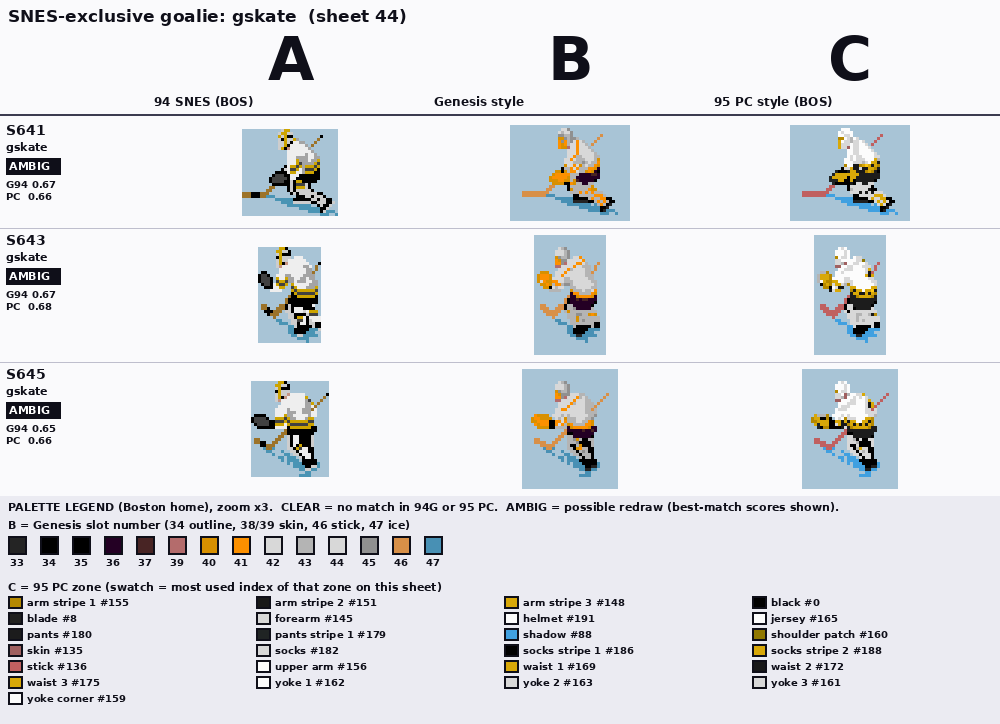 SNES-exclusive goalie: gskate  (sheet 44)
A B C
94 SNES (BOS) Genesis style 95 PC style (BOS)
S641
gskate
AMBIG
G94 0.67
PC  0.66
S643
gskate
AMBIG
G94 0.67
PC  0.68
S645
gskate
AMBIG
G94 0.65
PC  0.66
PALETTE LEGEND (Boston home), zoom x3.  CLEAR = no match in 94G or 95 PC.  AMBIG = possible redraw (best-match scores shown).
B = Genesis slot number (34 outline, 38/39 skin, 46 stick, 47 ice)
33 34 35 36 37 39 40 41 42 43 44 45 46 47
C = 95 PC zone (swatch = most used index of that zone on this sheet)
arm stripe 1 #155 arm stripe 2 #151 arm stripe 3 #148 black #0
blade #8 forearm #145 helmet #191 jersey #165
pants #180 pants stripe 1 #179 shadow #88 shoulder patch #160
skin #135 socks #182 socks stripe 1 #186 socks stripe 2 #188
stick #136 upper arm #156 waist 1 #169 waist 2 #172
waist 3 #175 yoke 1 #162 yoke 2 #163 yoke 3 #161
yoke corner #159